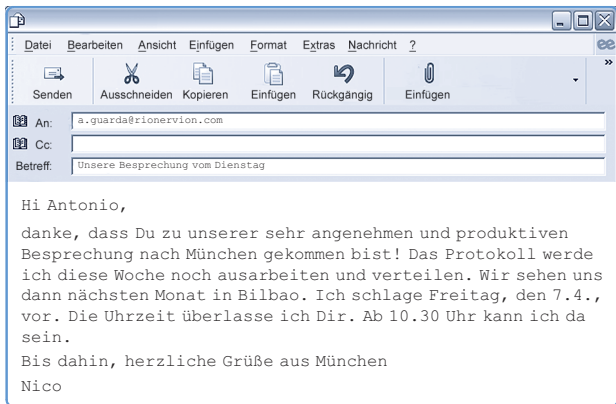 Datei Bearbeiten Ansicht Einfügen Format Extras Nachricht ?
Senden Ausschneiden Kopieren Einfügen Rückgängig Einfügen
An: a.guarda@rionervion.com
Cc:
Betreff: Unsere Besprechung vom Dienstag
Hi Antonio,
danke, dass Du zu unserer sehr angenehmen und produktiven
Besprechung nach München gekommen bist! Das Protokoll werde
ich diese Woche noch ausarbeiten und verteilen. Wir sehen uns
dann nächsten Monat in Bilbao. Ich schlage Freitag, den 7.4.,
vor. Die Uhrzeit überlasse ich Dir. Ab 10.30 Uhr kann ich da
sein.
Bis dahin, herzliche Grüße aus München
Nico